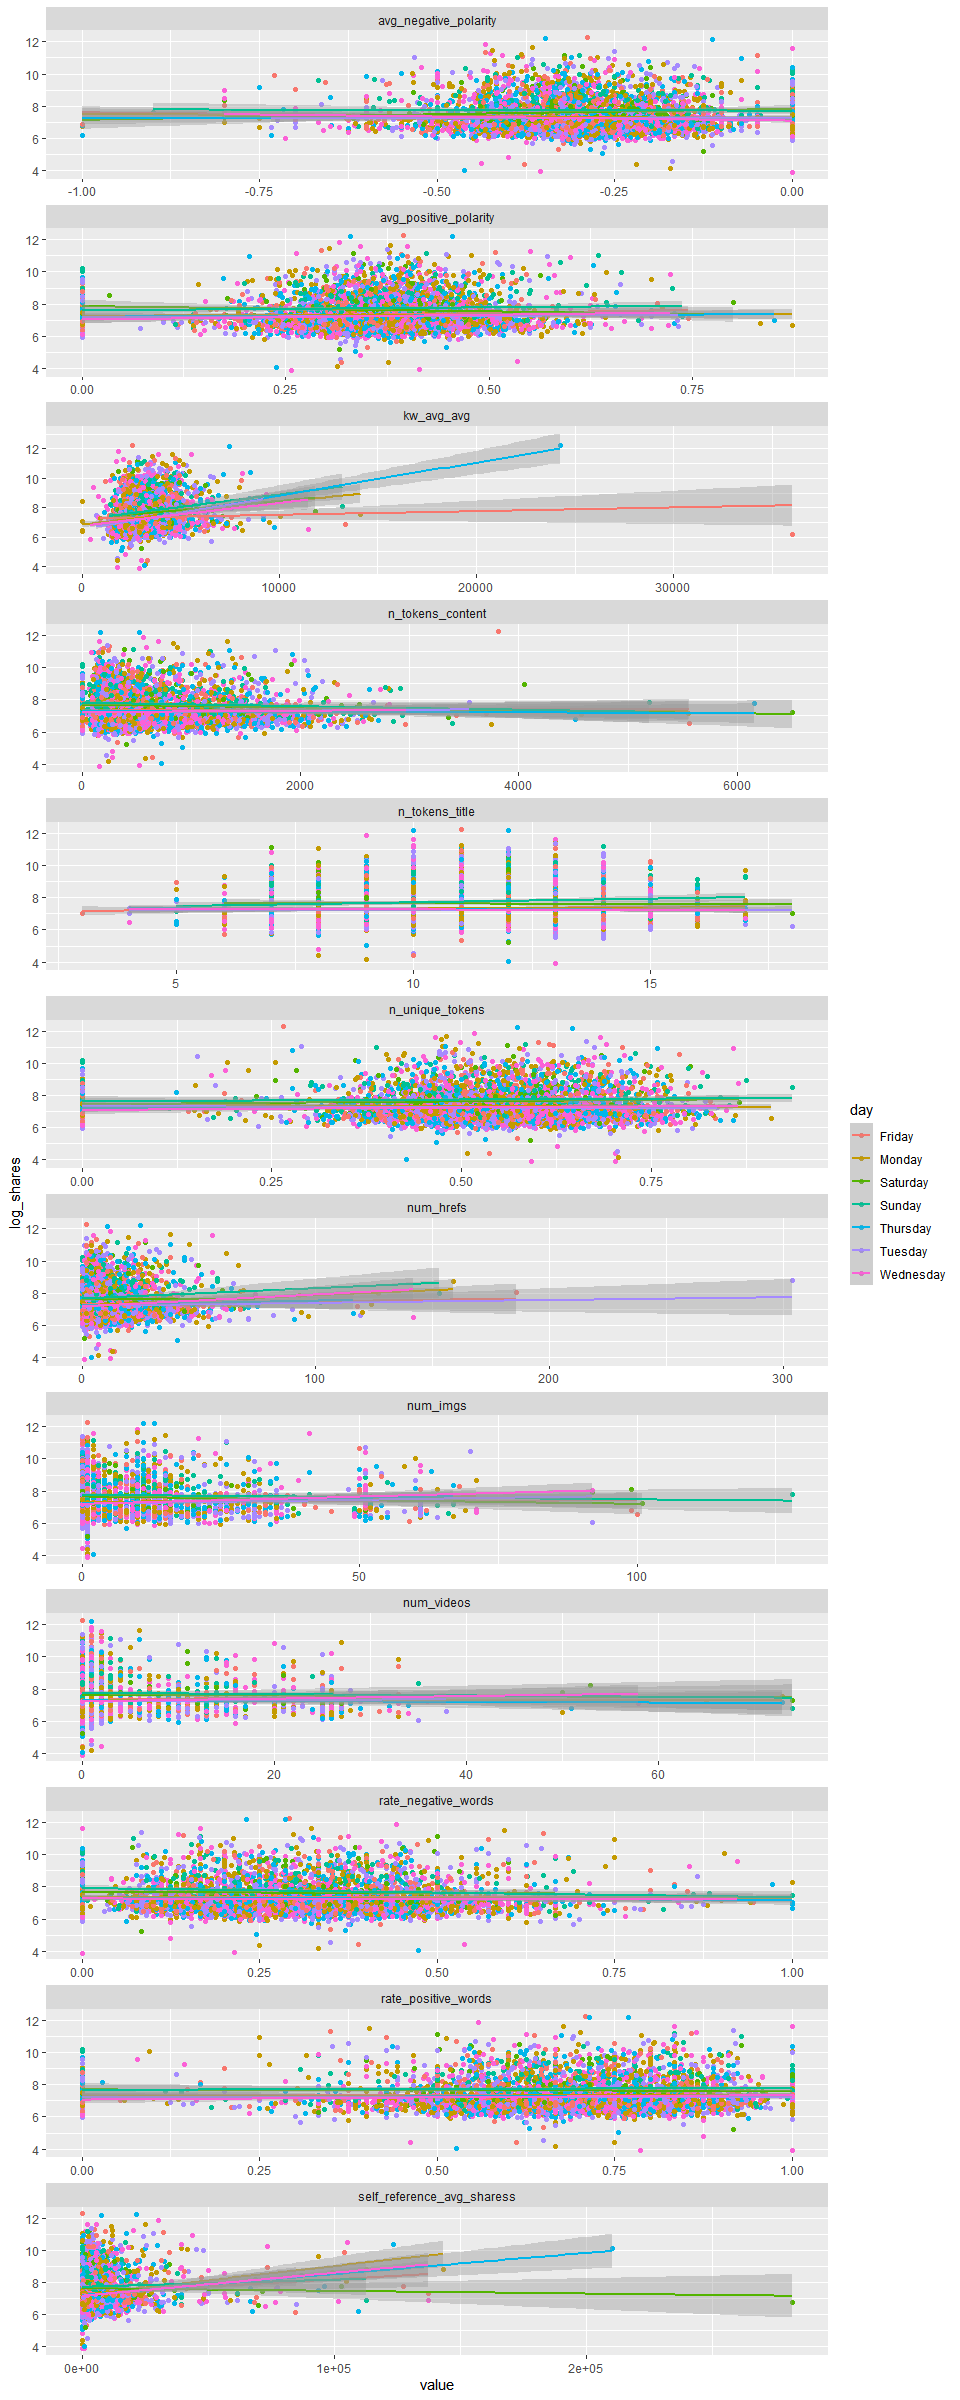 avg_negative_polarity
12
10
8
6
4
-1.00 -0.75 -0.50 -0.25 0.00
avg_positive_polarity
12
10
8
6
4
0.00 0.25 0.50 0.75
kw_avg_avg
12
10
8
6
4
0 10000 20000 30000
n_tokens_content
12
10
8
6
4
0 2000 4000 6000
n_tokens_title
12
10
8
6
4
5 10 15
n_unique_tokens
12
10
8
6
4
0.00 0.25 0.50 0.75
num_hrefs
12
10
8
6
4
0 100 200 300
num_imgs
12
10
8
6
4
0 50 100
num_videos
12
10
8
6
4
0 20 40 60
rate_negative_words
12
10
8
6
4
0.00 0.25 0.50 0.75 1.00
rate_positive_words
12
10
8
6
4
0.00 0.25 0.50 0.75 1.00
self_reference_avg_sharess
12
10
8
6
4
0e+00 1e+05 2e+05
value
log_shares
day
Friday
Monday
Saturday
Sunday
Thursday
Tuesday
Wednesday